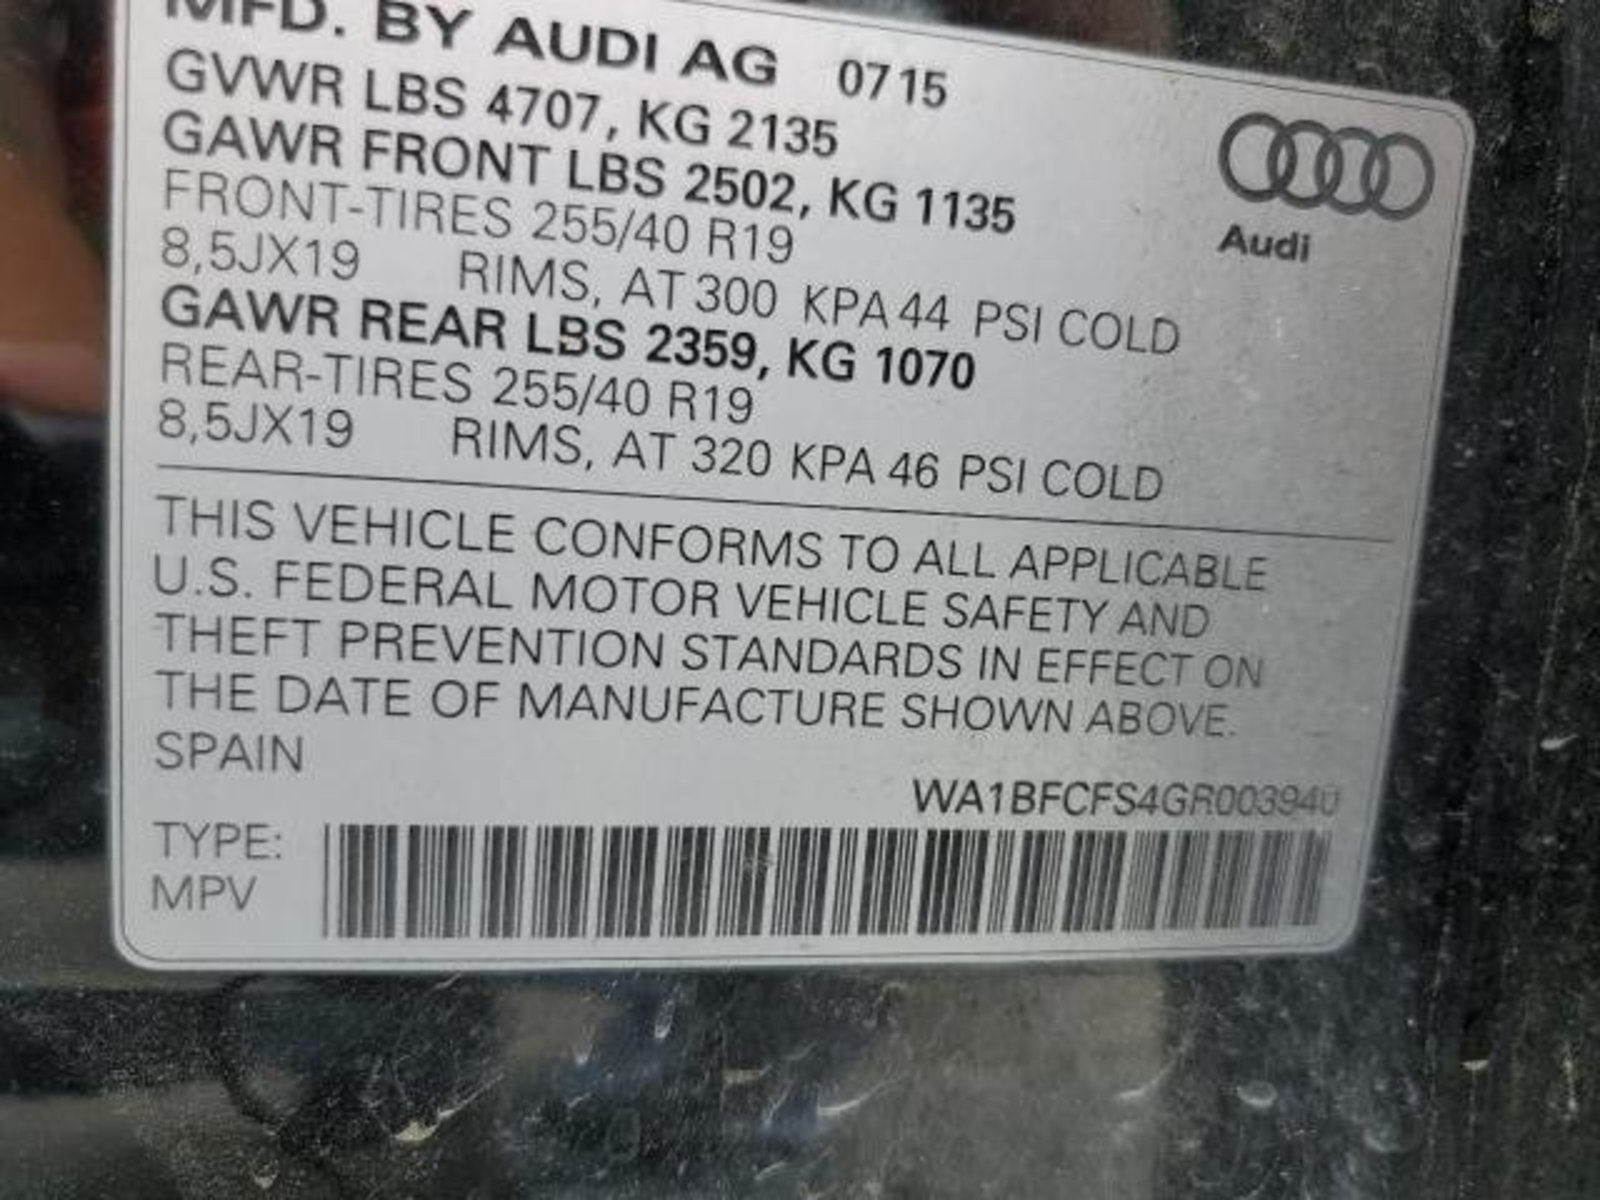 MFD. BY AUDI AG 0715
GVWR LBS 4707, KG 2135
GAWR FRONT LBS 2502, KG 1135
FRONT-TIRES 255/40 R19
8,5JX19 RIMS, AT 300 KPA 44 PSI COLD
GAWR REAR LBS 2359, KG 1070
REAR-TIRES 255/40 R19
8,5JX19 RIMS, AT 320 KPA 46 PSI COLD
Audi
THIS VEHICLE CONFORMS TO ALL APPLICABLE
U.S. FEDERAL MOTOR VEHICLE SAFETY AND
THEFT PREVENTION STANDARDS IN EFFECT ON
THE DATE OF MANUFACTURE SHOWN ABOVE.
SPAIN
WA1BFCFS4GR003940
TYPE:
MPV